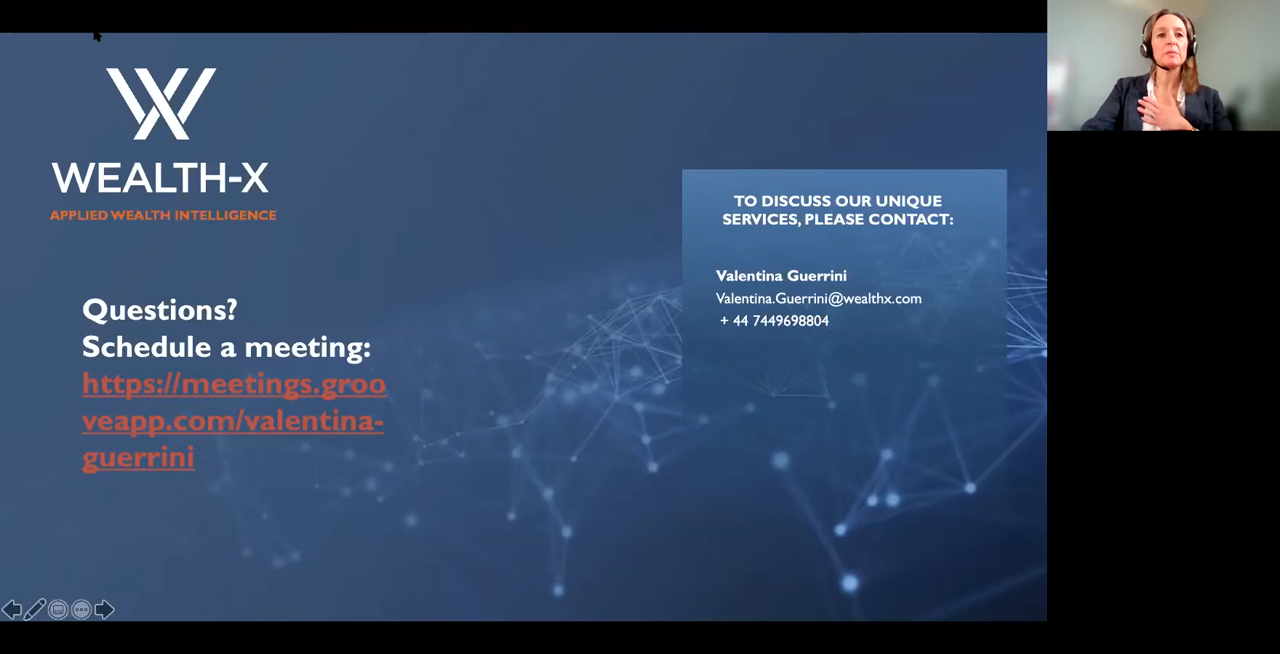 WEALTH-X
APPLIED WEALTH INTELLIGENCE
Questions?
Schedule a meeting:
https://meetings.groo
veapp.com/valentina-
guerrini
TO DISCUSS OUR UNIQUE
SERVICES, PLEASE CONTACT:
Valentina Guerrini
Valentina.Guerrini@wealthx.com
+ 44 7449698804